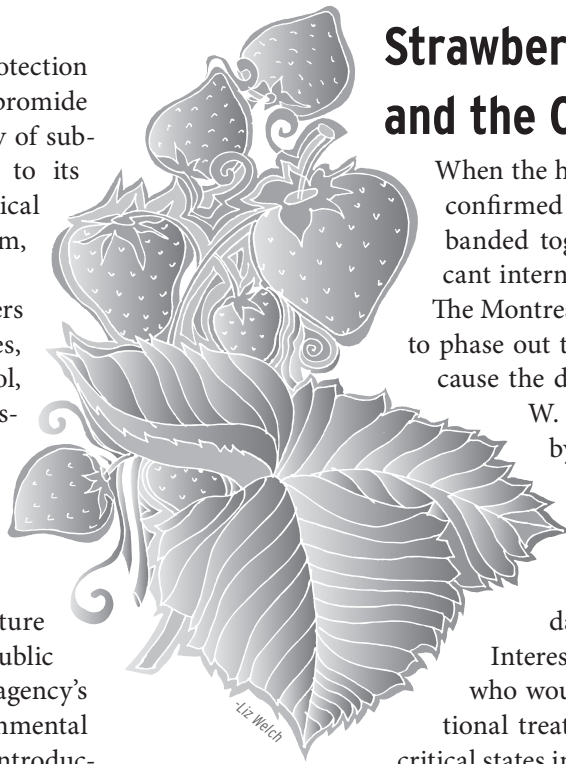 otection
bromide
y of sub-
to its
ical
m,
ers
es,
ol,
s-
ture
ublic
agency's
nmental
ntroduc-
-Liz Welch
Strawber
and the
When the h
confirmed
banded tog
cant intern
The Montrea
to phase out t
cause the d
W.
by
da
Interes
who wou
tional treat
critical states in